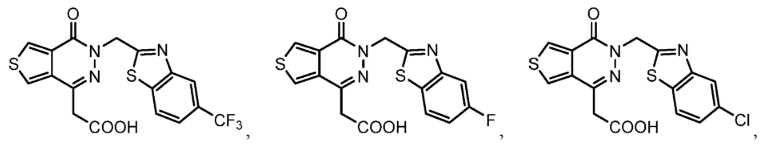 O O O
S N N S N CF3 COOH ,
S N N S N F COOH ,
S N N S N Cl COOH ,